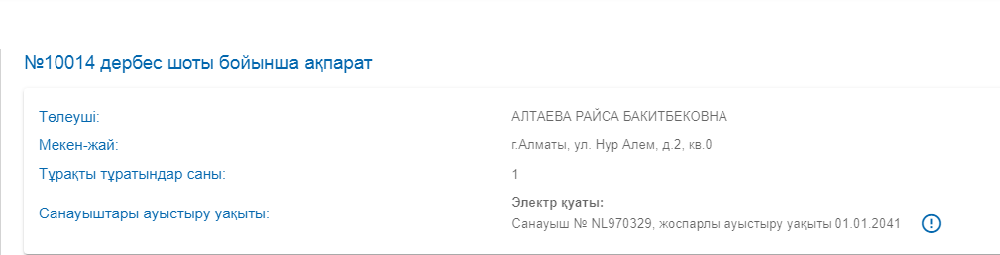 №10014 дербес шоты бойынша ақпарат
Төлеуші: АЛТАЕВА РАЙСА БАКИТБЕКОВНА
Мекен-жай: г.Алматы, ул. Нур Алем, д.2, кв.0
Тұрақты тұратындар саны: 1
Электр қуаты:
Санауыштары ауыстыру уақыты: Санауыш № NL970329, жоспарлы ауыстыру уақыты 01.01.2041